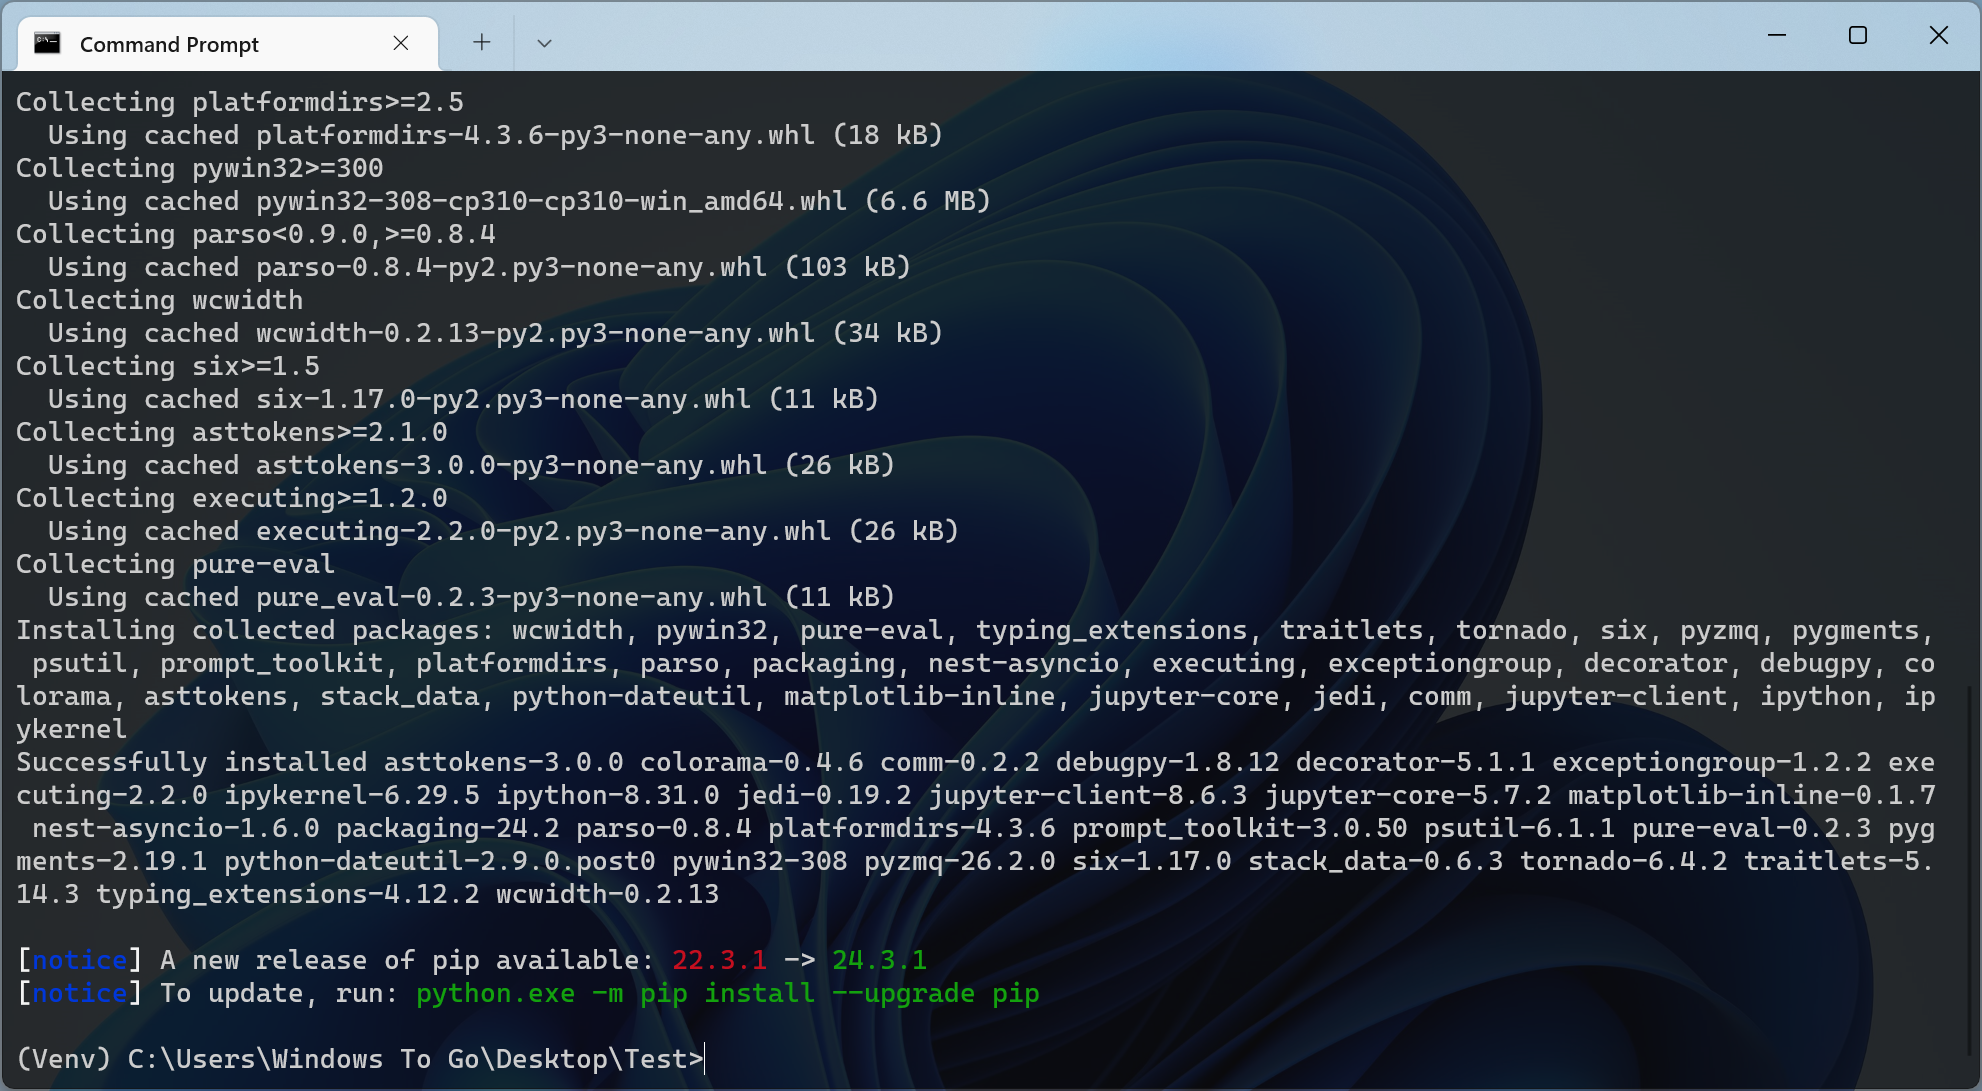 Command Prompt
Collecting platformdirs>=2.5
  Using cached platformdirs-4.3.6-py3-none-any.whl (18 kB)
Collecting pywin32>=300
  Using cached pywin32-308-cp310-cp310-win_amd64.whl (6.6 MB)
Collecting parso<0.9.0,>=0.8.4
  Using cached parso-0.8.4-py2.py3-none-any.whl (103 kB)
Collecting wcwidth
  Using cached wcwidth-0.2.13-py2.py3-none-any.whl (34 kB)
Collecting six>=1.5
  Using cached six-1.17.0-py2.py3-none-any.whl (11 kB)
Collecting asttokens>=2.1.0
  Using cached asttokens-3.0.0-py3-none-any.whl (26 kB)
Collecting executing>=1.2.0
  Using cached executing-2.2.0-py2.py3-none-any.whl (26 kB)
Collecting pure-eval
  Using cached pure_eval-0.2.3-py3-none-any.whl (11 kB)
Installing collected packages: wcwidth, pywin32, pure-eval, typing_extensions, traitlets, tornado, six, pyzmq, pygments,
 psutil, prompt_toolkit, platformdirs, parso, packaging, nest-asyncio, executing, exceptiongroup, decorator, debugpy, co
lorama, asttokens, stack_data, python-dateutil, matplotlib-inline, jupyter-core, jedi, comm, jupyter-client, ipython, ip
ykernel
Successfully installed asttokens-3.0.0 colorama-0.4.6 comm-0.2.2 debugpy-1.8.12 decorator-5.1.1 exceptiongroup-1.2.2 exe
cuting-2.2.0 ipykernel-6.29.5 ipython-8.31.0 jedi-0.19.2 jupyter-client-8.6.3 jupyter-core-5.7.2 matplotlib-inline-0.1.7
 nest-asyncio-1.6.0 packaging-24.2 parso-0.8.4 platformdirs-4.3.6 prompt_toolkit-3.0.50 psutil-6.1.1 pure-eval-0.2.3 pyg
ments-2.19.1 python-dateutil-2.9.0.post0 pywin32-308 pyzmq-26.2.0 six-1.17.0 stack_data-0.6.3 tornado-6.4.2 traitlets-5.
14.3 typing_extensions-4.12.2 wcwidth-0.2.13
[notice] A new release of pip available: 22.3.1 -> 24.3.1
[notice] To update, run: python.exe -m pip install --upgrade pip
(Venv) C:\Users\Windows To Go\Desktop\Test>